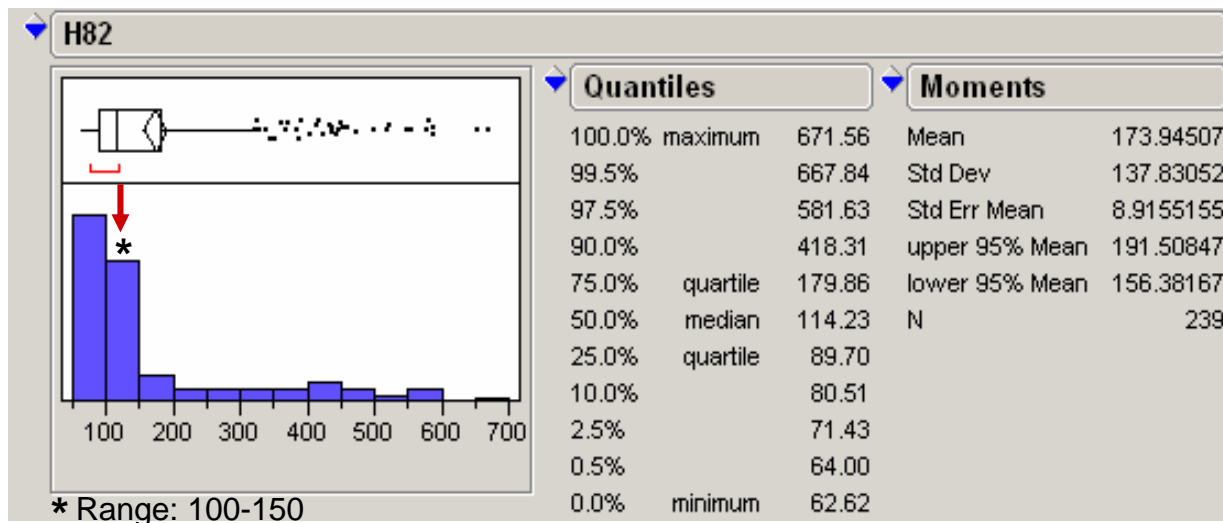 H82
Quantiles
100.0% maximum 671.56
99.5% 667.84
97.5% 581.63
90.0% 418.31
75.0% quartile 179.86
50.0% median 114.23
25.0% quartile 89.70
10.0% 80.51
2.5% 71.43
0.5% 64.00
0.0% minimum 62.62
Moments
Mean 173.94507
Std Dev 137.83052
Std Err Mean 8.9155155
upper 95% Mean 191.50847
lower 95% Mean 156.38167
N 239
*
100 200 300 400 500 600 700
* Range: 100-150